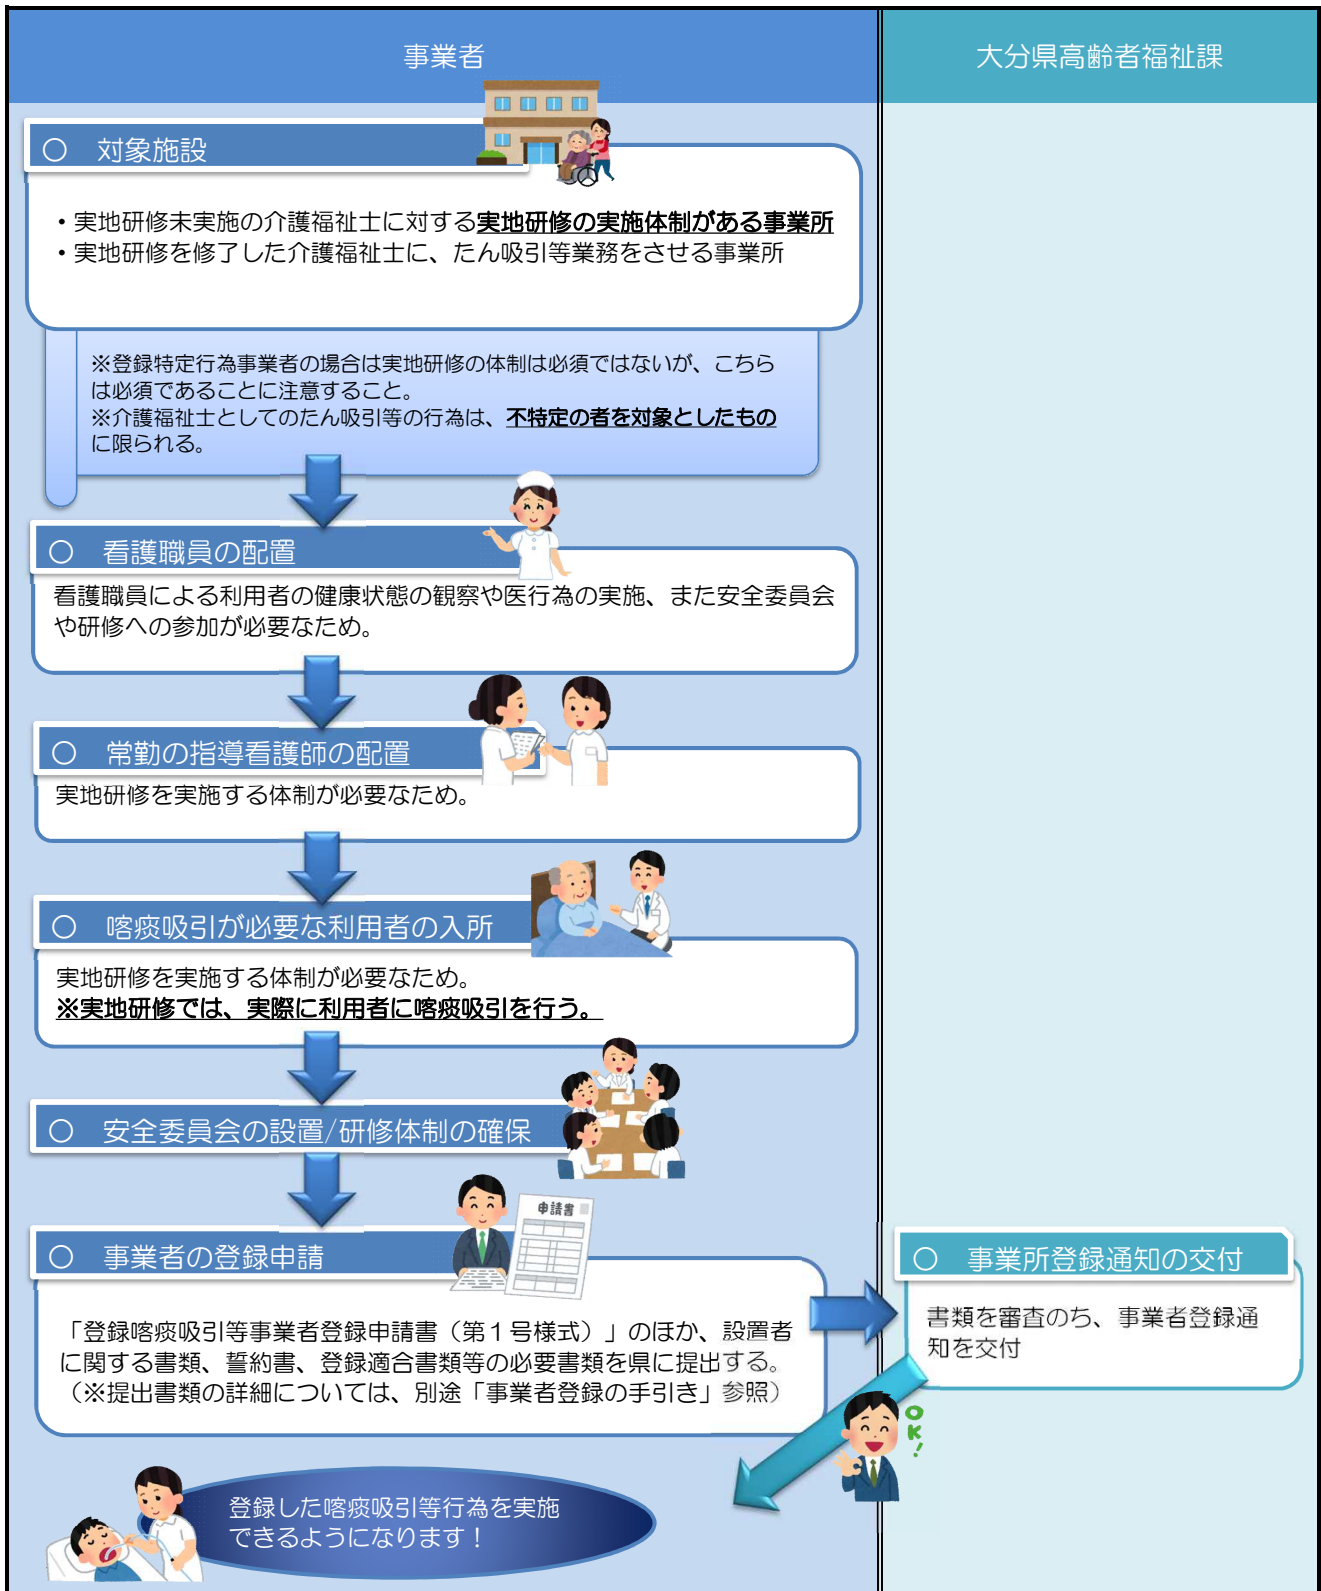 事業者
大分県高齢者福祉課
○ 対象施設
・実地研修未実施の介護福祉士に対する実地研修の実施体制がある事業所
・実地研修を修了した介護福祉士に、たん吸引等業務をさせる事業所
※登録特定行為事業者の場合は実地研修の体制は必須ではないが、こちら
は必須であることに注意すること。
※介護福祉士としてのたん吸引等の行為は、不特定の者を対象としたもの
に限られる。
○ 看護職員の配置
看護職員による利用者の健康状態の観察や医行為の実施、また安全委員会
や研修への参加が必要なため。
○ 常勤の指導看護師の配置
実地研修を実施する体制が必要なため。
○ 喀痰吸引が必要な利用者の入所
実地研修を実施する体制が必要なため。
※実地研修では、実際に利用者に喀痰吸引を行う。
○ 安全委員会の設置/研修体制の確保
申請書
○ 事業者の登録申請
「登録喀痰吸引等事業者登録申請書（第１号様式）」のほか、設置者
に関する書類、誓約書、登録適合書類等の必要書類を県に提出する。
（※提出書類の詳細については、別途「事業者登録の手引き」参照）
○ 事業所登録通知の交付
書類を審査のち、事業者登録通
知を交付
OK!
登録した喀痰吸引等行為を実施
できるようになります！